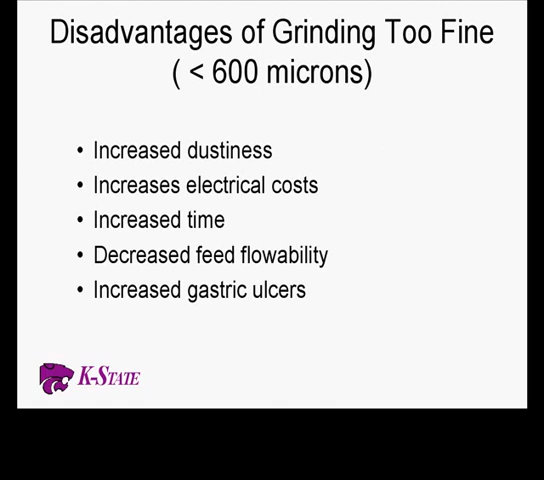 Disadvantages of Grinding Too Fine
( < 600 microns)
• Increased dustiness
• Increases electrical costs
• Increased time
• Decreased feed flowability
• Increased gastric ulcers
K-STATE